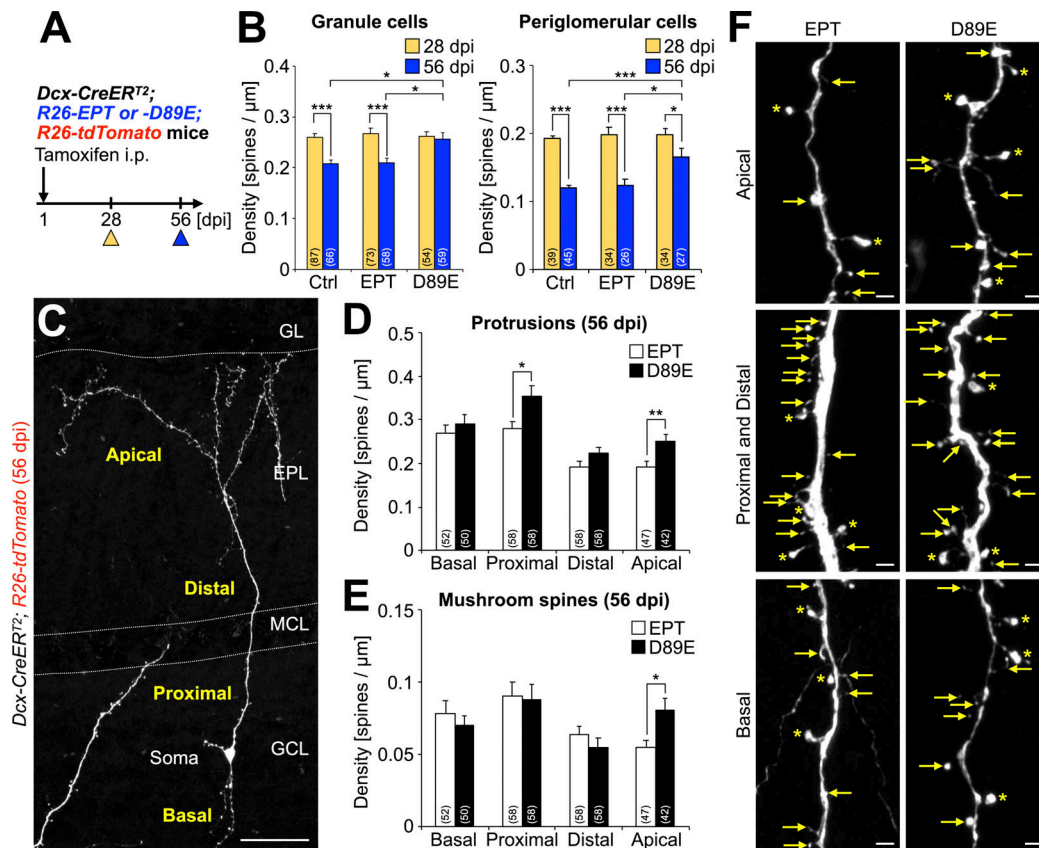 A
Dcx-CreERT2;
R26-EPT or -D89E;
R26-tdTomato mice
Tamoxifen i.p.
1 28 56 [dpi]
B
Granule cells
28 dpi
56 dpi
Density [spines / μm]
0.4
0.3
0.2
0.1
0
***
***
*
*
(87) (66) (73) (58) (54) (59)
Ctrl EPT D89E
Periglomerular cells
28 dpi
56 dpi
Density [spines / μm]
0.3
0.2
0.1
0
***
*
***
***
*
(39) (45) (34) (26) (34) (27)
Ctrl EPT D89E
C
Dcx-CreERT2; R26-tdTomato (56 dpi)
GL
Apical
EPL
Distal
MCL
Proximal
Soma
GCL
Basal
D
Protrusions (56 dpi)
EPT
D89E
Density [spines / μm]
0.5
0.4
0.3
0.2
0.1
0
*
**
(52) (50) (58) (58) (58) (58) (47) (42)
Basal Proximal Distal Apical
E
Mushroom spines (56 dpi)
EPT
D89E
Density [spines / μm]
0.15
0.1
0.05
0
*
(52) (50) (58) (58) (58) (58) (47) (42)
Basal Proximal Distal Apical
F
EPT D89E
Apical
* * * * * *
Proximal and Distal
* * * * * * *
Basal
* * * * * *